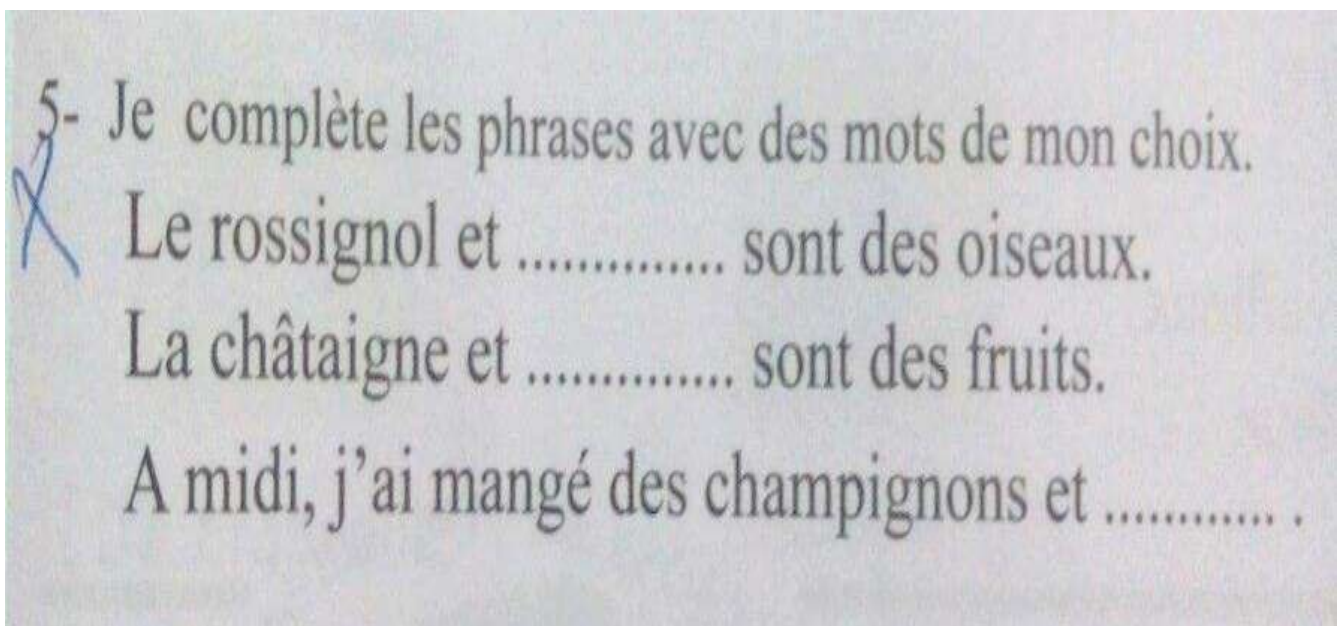 5- Je complète les phrases avec des mots de mon choix.
Le rossignol et .............. sont des oiseaux.
La châtaigne et .............. sont des fruits.
A midi, j'ai mangé des champignons et ............ .